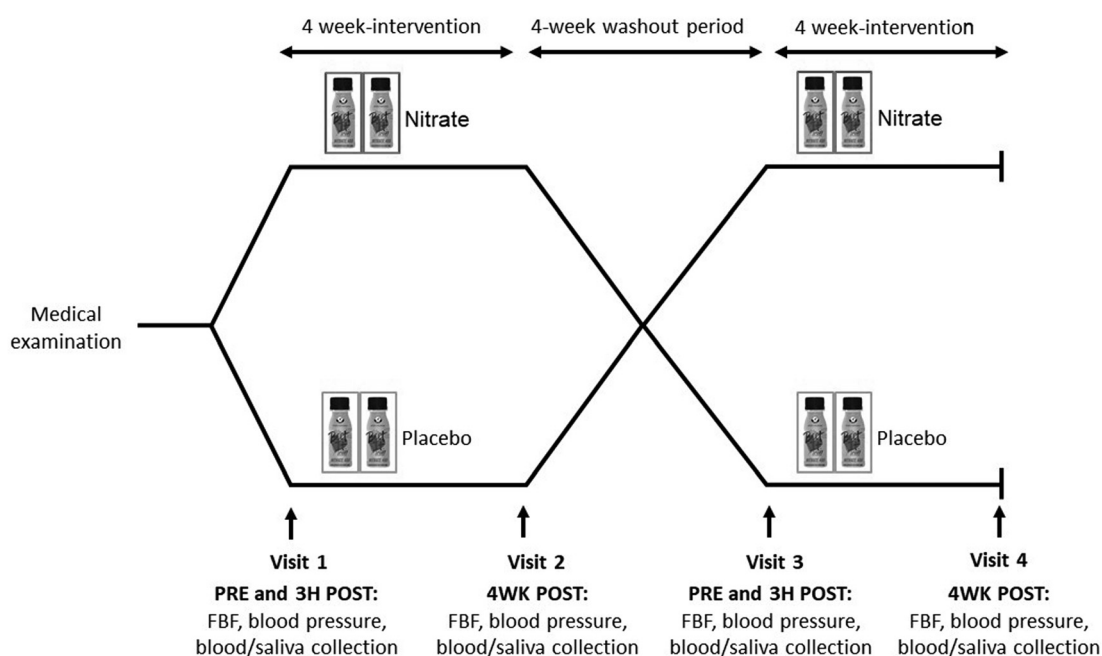 4 week-intervention
4-week washout period
4 week-intervention
Nitrate
Nitrate
Medical
examination
Placebo
Placebo
Visit 1
PRE and 3H POST:
FBF, blood pressure,
blood/saliva collection
Visit 2
4WK POST:
FBF, blood pressure,
blood/saliva collection
Visit 3
PRE and 3H POST:
FBF, blood pressure,
blood/saliva collection
Visit 4
4WK POST:
FBF, blood pressure,
blood/saliva collection